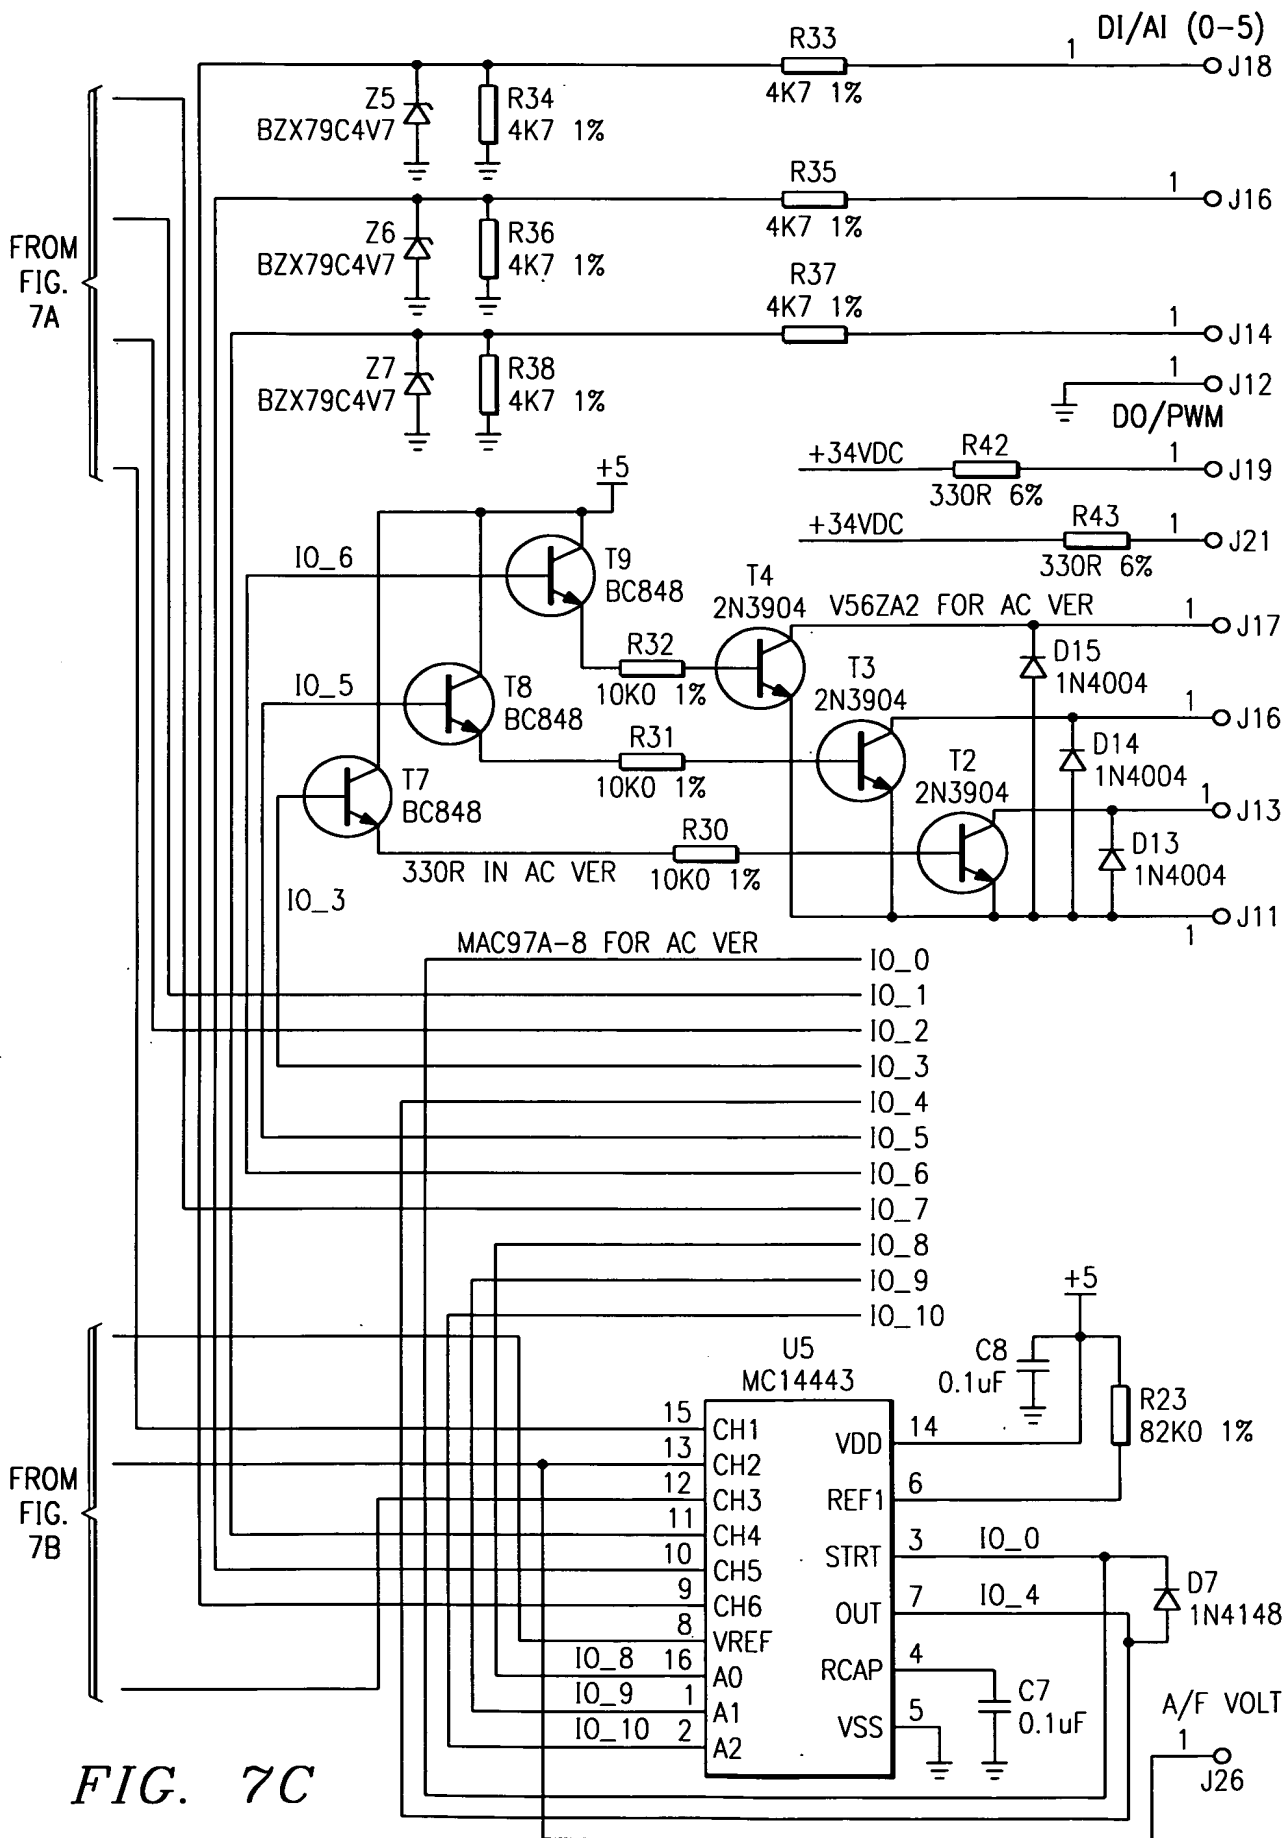 DI/AI (0-5)
R33
4K7 1%
1
J18
Z5
BZX79C4V7
R34
4K7 1%
R35
4K7 1%
1
J16
FROM
FIG.
7A
Z6
BZX79C4V7
R36
4K7 1%
R37
4K7 1%
1
J14
Z7
BZX79C4V7
R38
4K7 1%
1
J12
DO/PWM
+34VDC
R42
330R 6%
1
J19
+5
+34VDC
R43
330R 6%
1
J21
IO_6
T9
BC848
T4
2N3904
V56ZA2 FOR AC VER
1
J17
R32
10K0 1%
D15
1N4004
IO_5
T8
BC848
T3
2N3904
1
J16
R31
10K0 1%
D14
1N4004
T7
BC848
T2
2N3904
1
J13
R30
10K0 1%
330R IN AC VER
D13
1N4004
IO_3
1
J11
MAC97A-8 FOR AC VER
IO_0
IO_1
IO_2
IO_3
IO_4
IO_5
IO_6
IO_7
IO_8
IO_9
IO_10
+5
U5
MC14443
C8
0.1uF
R23
82K0 1%
FROM
FIG.
7B
15 CH1
13 CH2
12 CH3
11 CH4
10 CH5
9 CH6
8 VREF
IO_8 16 A0
IO_9 1 A1
IO_10 2 A2
VDD 14
REF1 6
STRT 3 IO_0
OUT 7 IO_4
RCAP 4
VSS 5
D7
1N4148
C7
0.1uF
A/F VOLT
1
J26
FIG. 7C